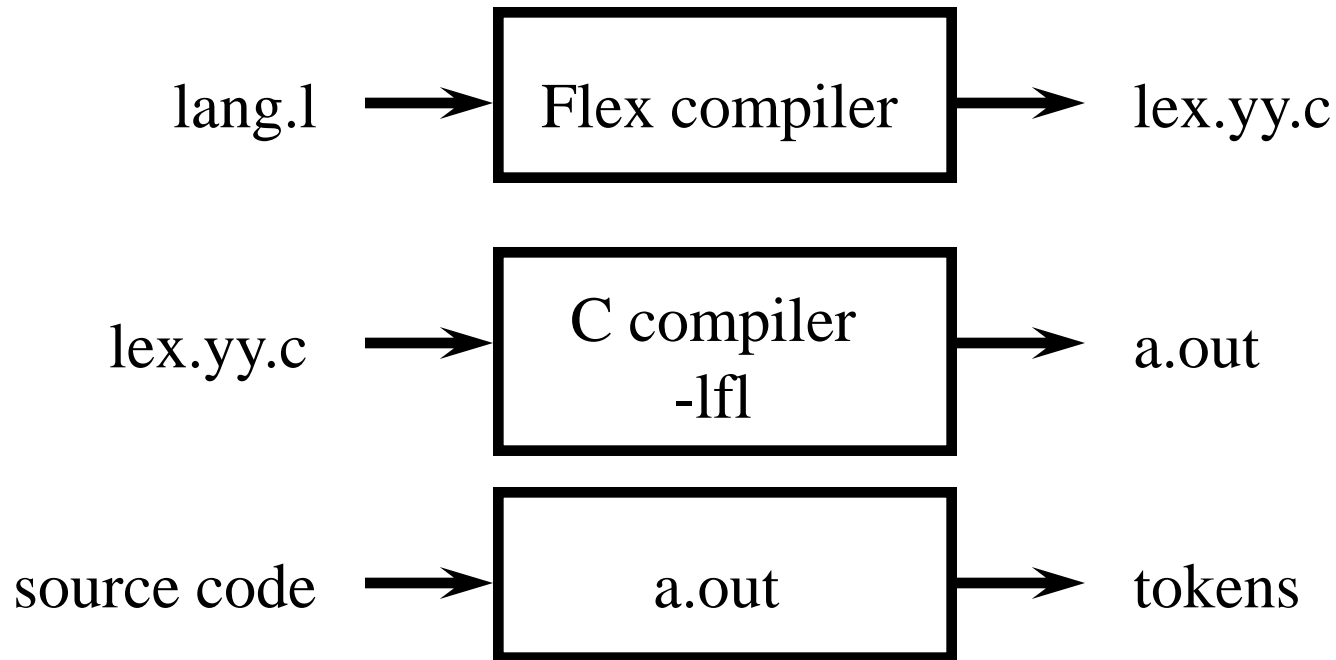 lang.l Flex compiler lex.yy.c
lex.yy.c C compiler a.out
-lfl
source code a.out tokens